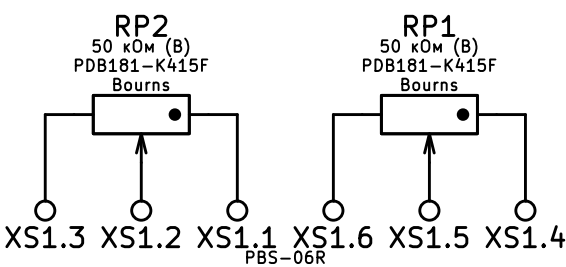 RP2
50 кОм (B)
PDB181-K415F
Bourns
RP1
50 кОм (B)
PDB181-K415F
Bourns
XS1.3 XS1.2 XS1.1 XS1.6 XS1.5 XS1.4
PBS-06R